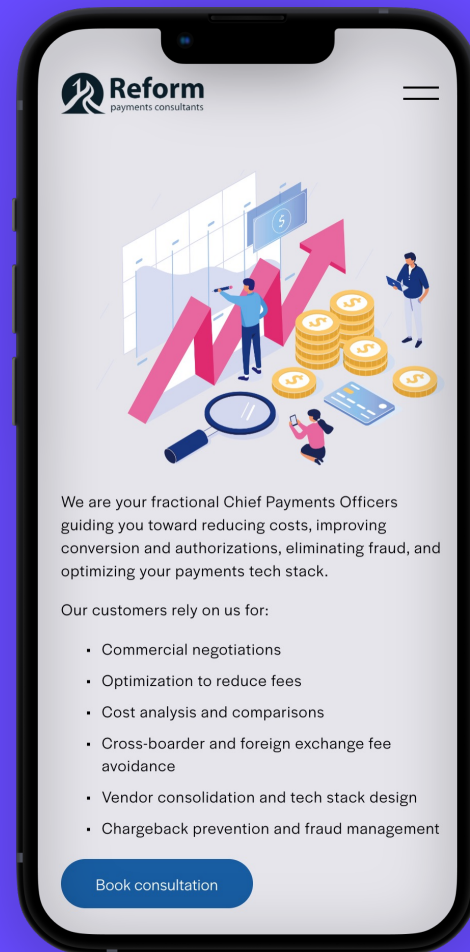 Reform
payments consultants
We are your fractional Chief Payments Officers
guiding you toward reducing costs, improving
conversion and authorizations, eliminating fraud, and
optimizing your payments tech stack.
Our customers rely on us for:
Commercial negotiations
Optimization to reduce fees
Cost analysis and comparisons
Cross-boarder and foreign exchange fee
avoidance
Vendor consolidation and tech stack design
Chargeback prevention and fraud management
Book consultation